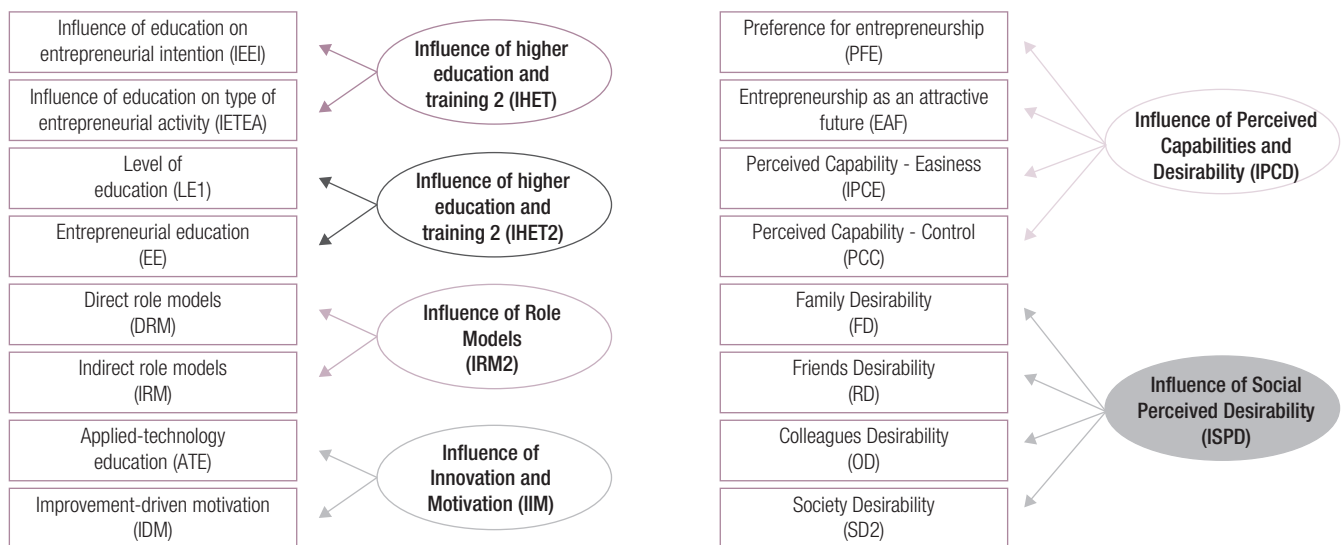 Influence of education on
entrepreneurial intention (IEEI)
Influence of education on type of
entrepreneurial activity (IETEA)
Level of
education (LE1)
Entrepreneurial education
(EE)
Direct role models
(DRM)
Indirect role models
(IRM)
Applied-technology
education (ATE)
Improvement-driven motivation
(IDM)
Influence of higher
education and
training 2 (IHET)
Influence of higher
education and
training 2 (IHET2)
Influence of Role
Models
(IRM2)
Influence of
Innovation and
Motivation (IIM)
Preference for entrepreneurship
(PFE)
Entrepreneurship as an attractive
future (EAF)
Perceived Capability - Easiness
(IPCE)
Perceived Capability - Control
(PCC)
Family Desirability
(FD)
Friends Desirability
(RD)
Colleagues Desirability
(OD)
Society Desirability
(SD2)
Influence of Perceived
Capabilities and
Desirability (IPCD)
Influence of Social
Perceived Desirability
(ISPD)